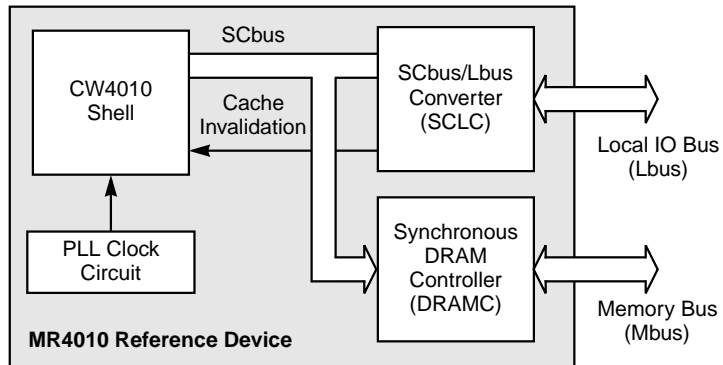 SCbus
CW4010
Shell
Cache
Invalidation
SCbus/Lbus
Converter
(SCLC)
Local IO Bus
(Lbus)
PLL Clock
Circuit
Synchronous
DRAM
Controller
(DRAMC)
Memory Bus
(Mbus)
MR4010 Reference Device